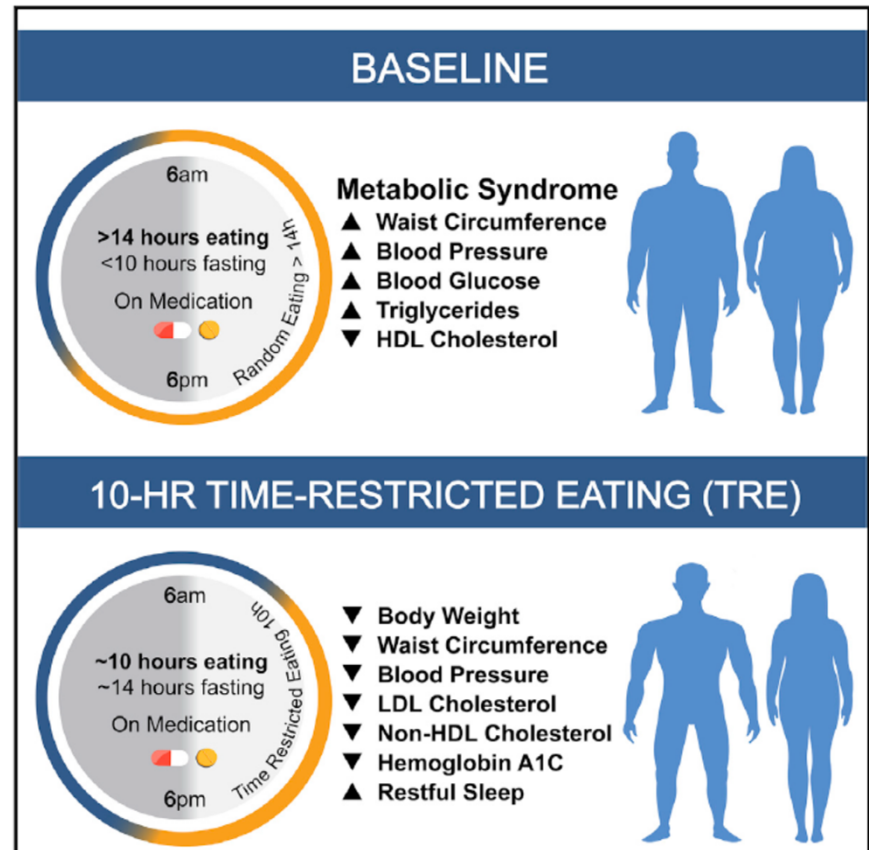 BASELINE
6am
>14 hours eating
<10 hours fasting
On Medication
6pm
Random Eating > 14h
Metabolic Syndrome
▲ Waist Circumference
▲ Blood Pressure
▲ Blood Glucose
▲ Triglycerides
▼ HDL Cholesterol
10-HR TIME-RESTRICTED EATING (TRE)
6am
~10 hours eating
~14 hours fasting
On Medication
6pm
Time Restricted Eating 10h
▼ Body Weight
▼ Waist Circumference
▼ Blood Pressure
▼ LDL Cholesterol
▼ Non-HDL Cholesterol
▼ Hemoglobin A1C
▲ Restful Sleep